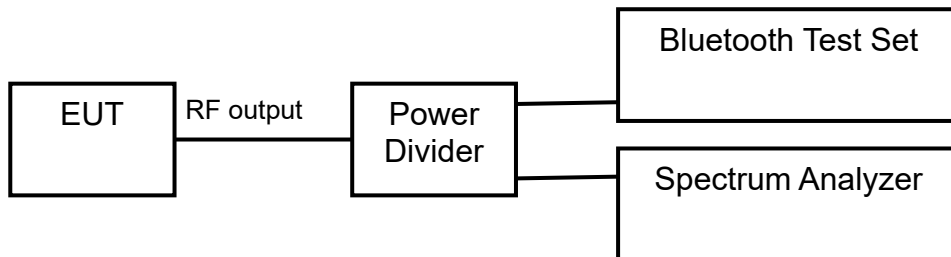 Bluetooth Test Set
EUT
RF output
Power
Divider
Spectrum Analyzer